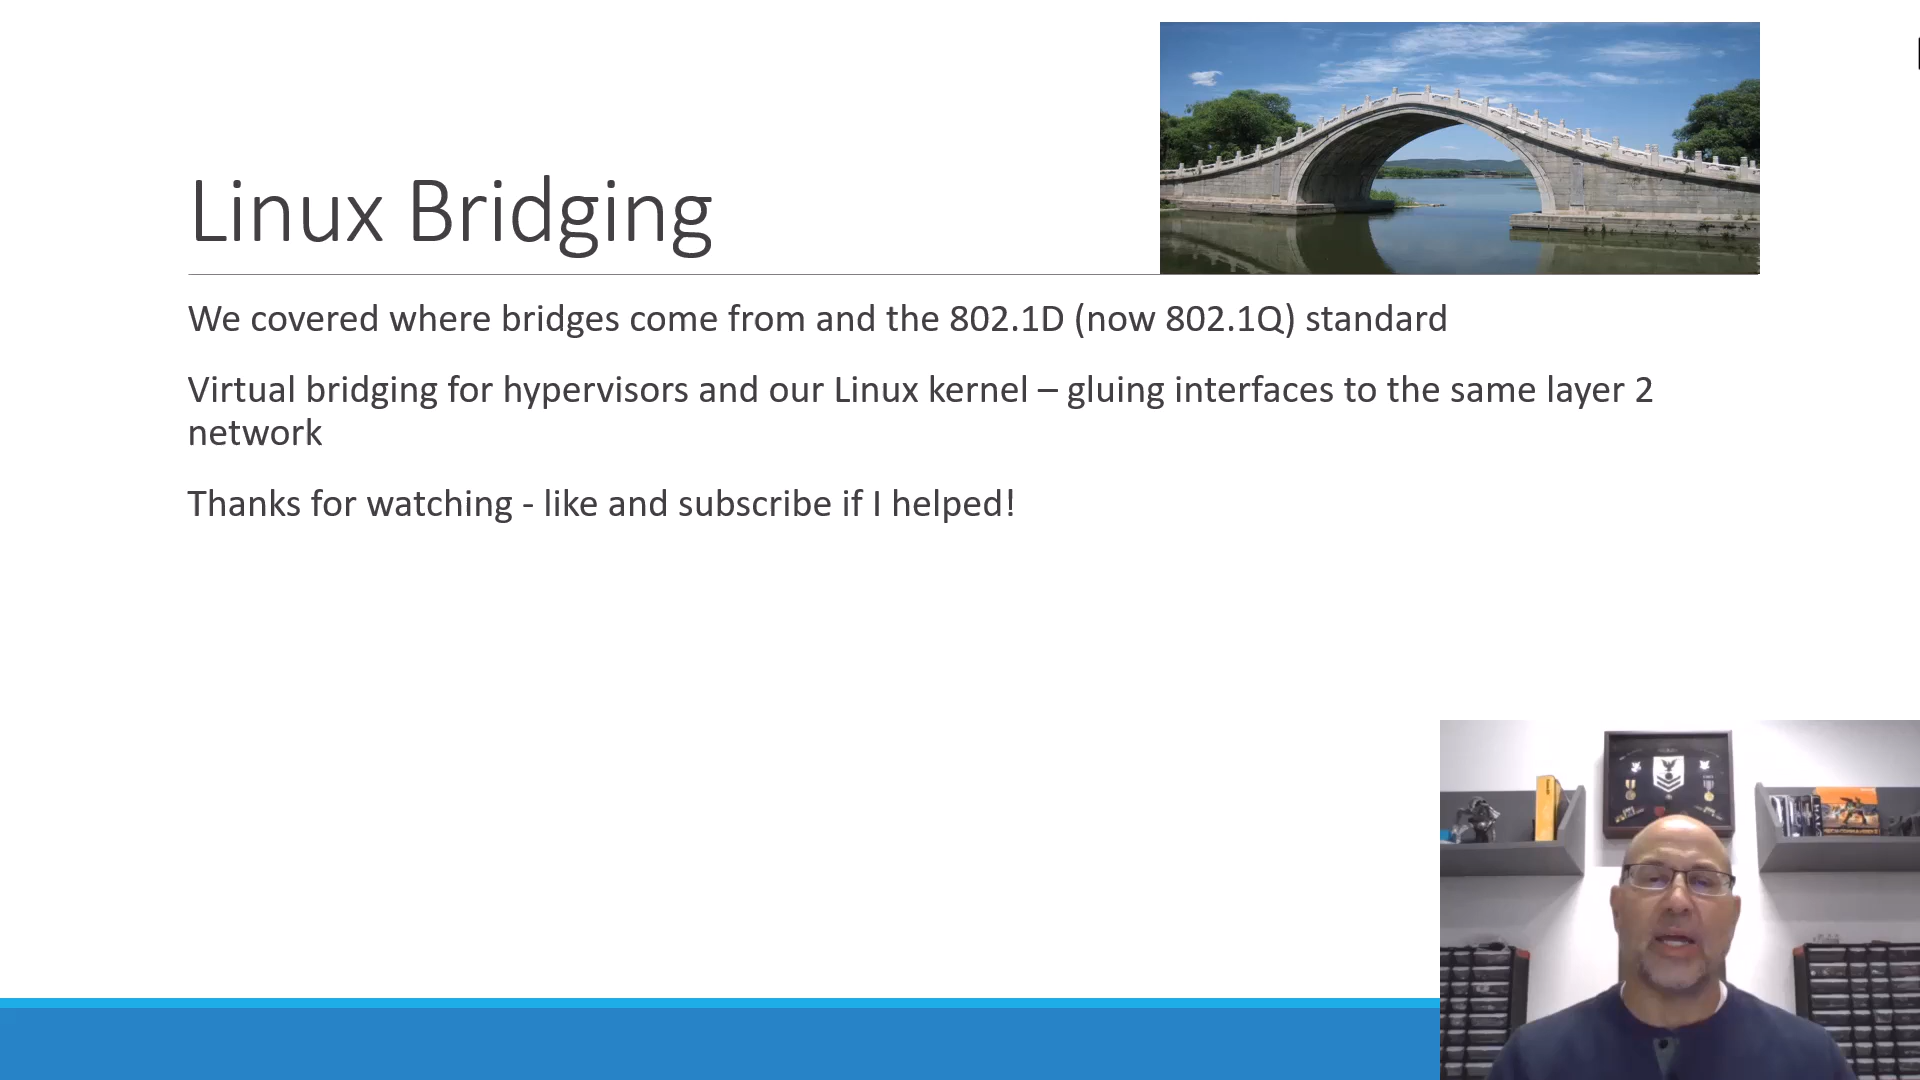 Linux Bridging
We covered where bridges come from and the 802.1D (now 802.1Q) standard
Virtual bridging for hypervisors and our Linux kernel – gluing interfaces to the same layer 2
network
Thanks for watching - like and subscribe if I helped!